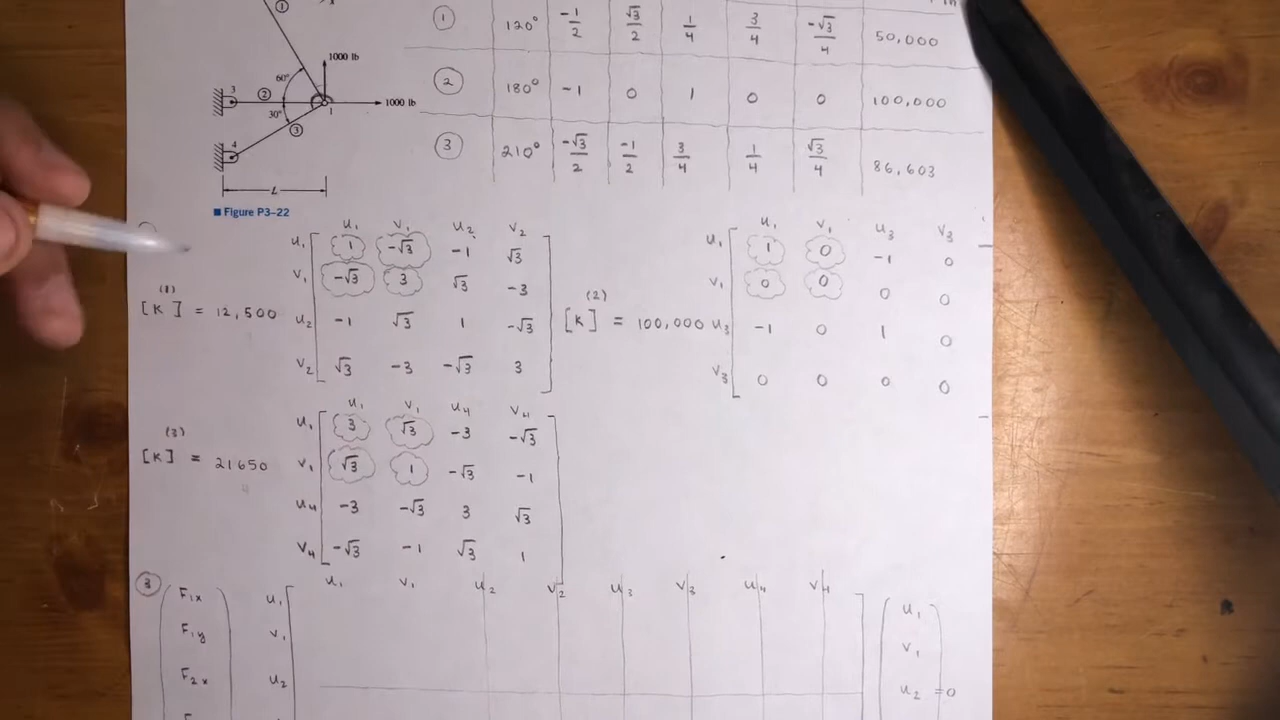 ① 120° -1/2 √3/2 1/4 3/4 -√3/4 50,000
② 180° -1 0 1 0 0 100,000
③ 210° -√3/2 -1/2 3/4 1/4 √3/4 86,603
①
x
1000 lb
60°
3 ②
1 1000 lb
30°
③
4
L
■ Figure P3-22
u₁ v₁ u₂ v₂
u₁ 1 -√3 -1 √3
v₁ -√3 3 √3 -3
[K]⁽¹⁾ = 12,500
u₂ -1 √3 1 -√3
v₂ √3 -3 -√3 3
u₁ v₁ u₃ v₃
u₁ 1 0 -1 0
v₁ 0 0 0 0
[K]⁽²⁾ = 100,000
u₃ -1 0 1 0
v₃ 0 0 0 0
u₁ v₁ u₄ v₄
u₁ 3 √3 -3 -√3
v₁ √3 1 -√3 -1
[K]⁽³⁾ = 21650
u₄ -3 -√3 3 √3
v₄ -√3 -1 √3 1
③ u₁ v₁ u₂ v₂ u₃ v₃ u₄ v₄
F₁ₓ u₁ u₁
F₁y v₁ v₁
F₂ₓ u₂ u₂ =0